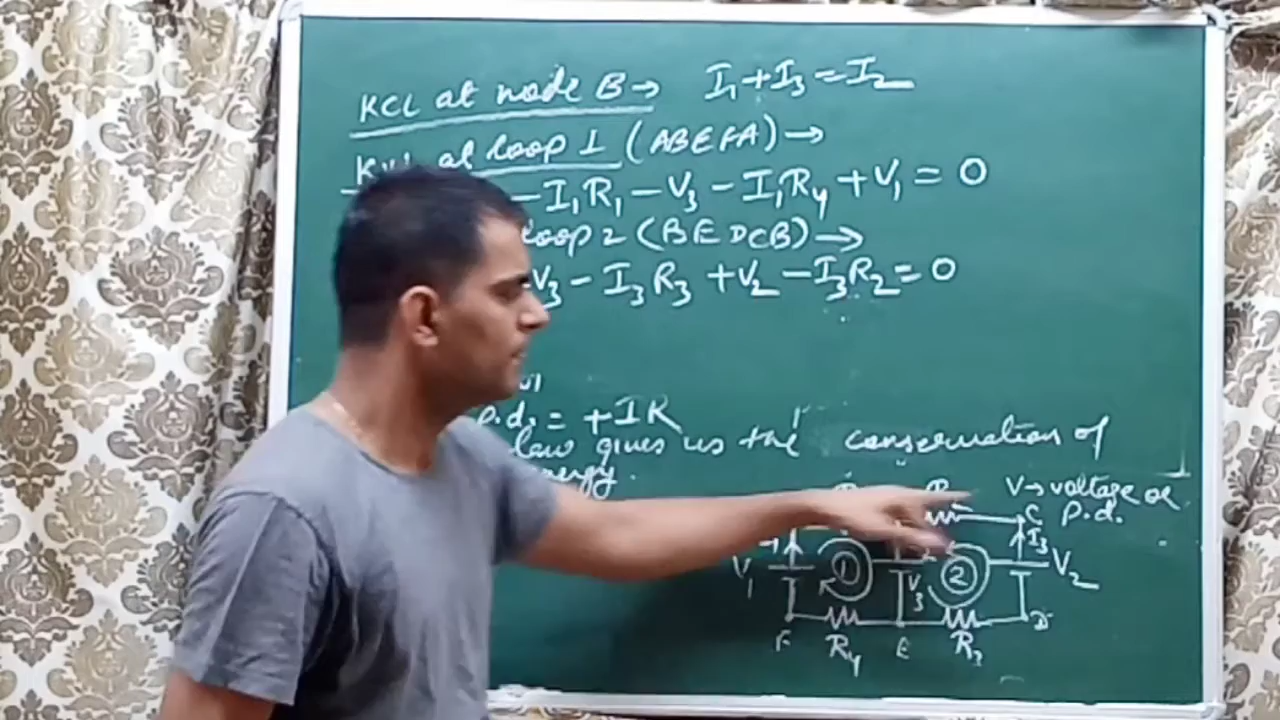 KCL at node B→ I₁+I₃=I₂
at loop 1 (ABEFA)→
-I₁R₁-V₃-I₁R₄+V₁=0
loop 2 (BEDCB)→
V₃-I₃R₃+V₂-I₃R₂=0
p.d. = +IR
law gives us the conservation of
V→voltage or
C p.d.
I₃
V₁ 1 V₃ 2 V₂
F R₄ E R₃ D